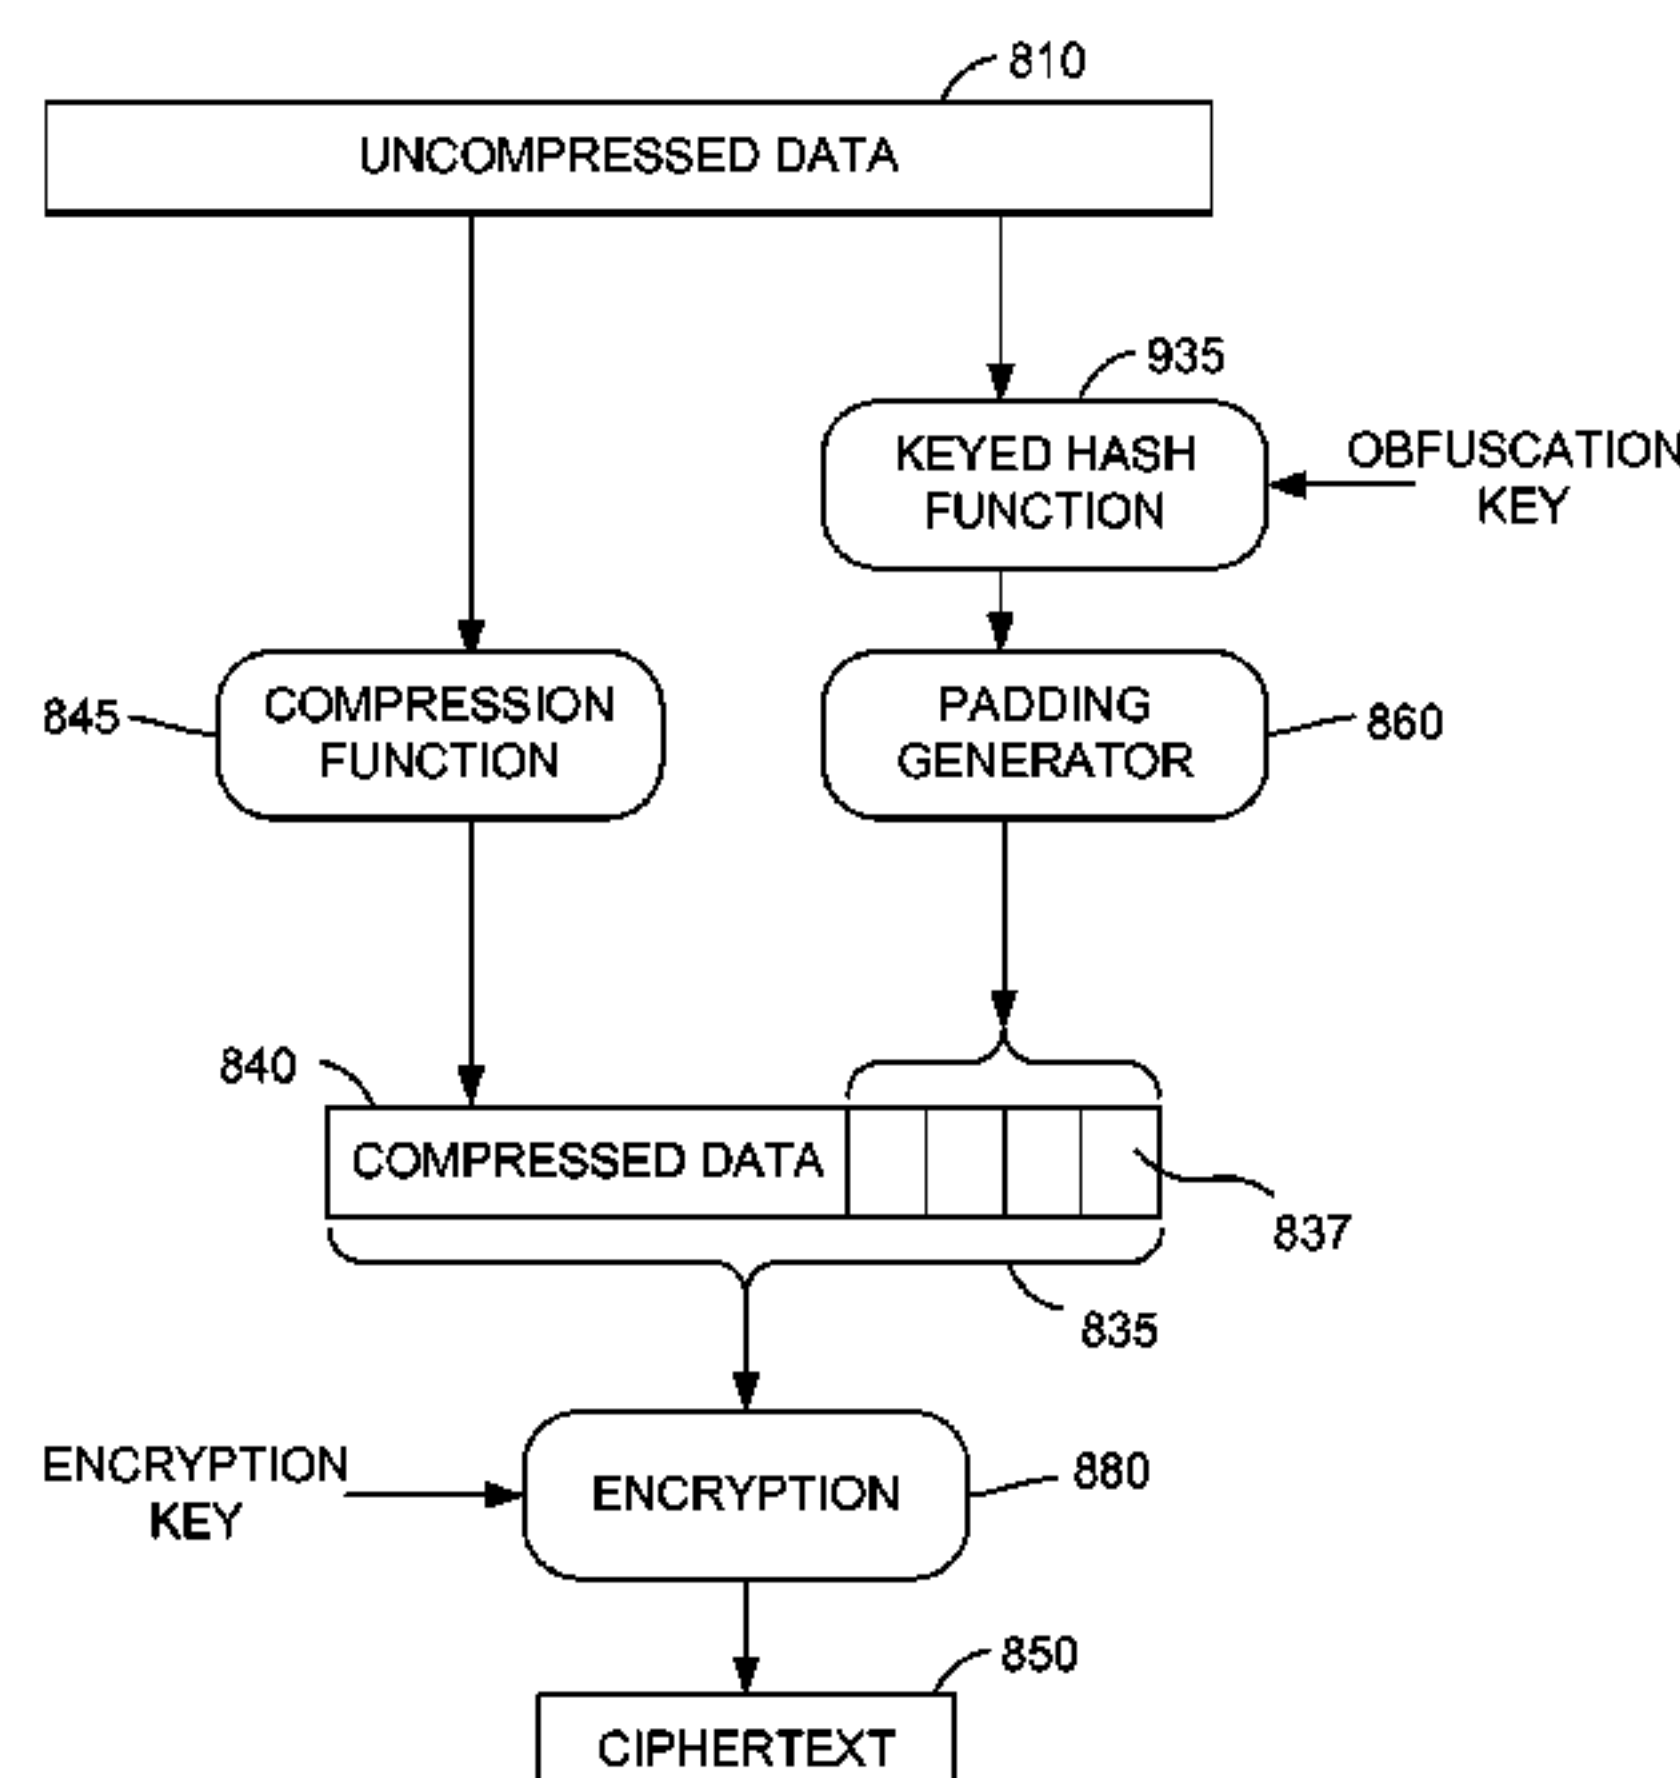 810
UNCOMPRESSED DATA
935
KEYED HASH
FUNCTION
OBFUSCATION
KEY
845
COMPRESSION
FUNCTION
PADDING
GENERATOR
860
840
COMPRESSED DATA
837
835
ENCRYPTION
KEY
ENCRYPTION
880
850
CIPHERTEXT